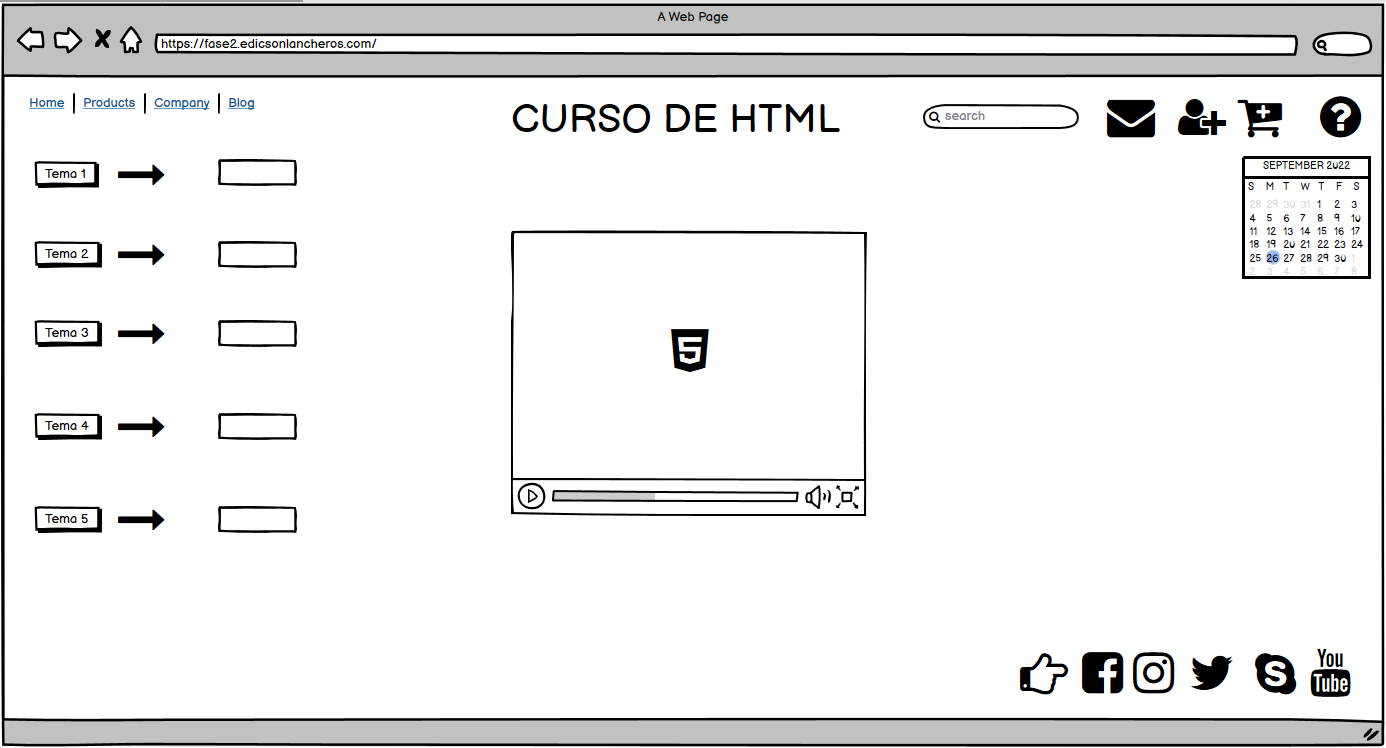 A Web Page
https://fase2.edicsonlancheros.com/
Home Products Company Blog
CURSO DE HTML
search
Tema 1
Tema 2
Tema 3
Tema 4
Tema 5
SEPTEMBER 2022
S M T W T F S
28 29 30 31 1 2 3
4 5 6 7 8 9 10
11 12 13 14 15 16 17
18 19 20 21 22 23 24
25 26 27 28 29 30 1
2 3 4 5 6 7 8
5
You
Tube